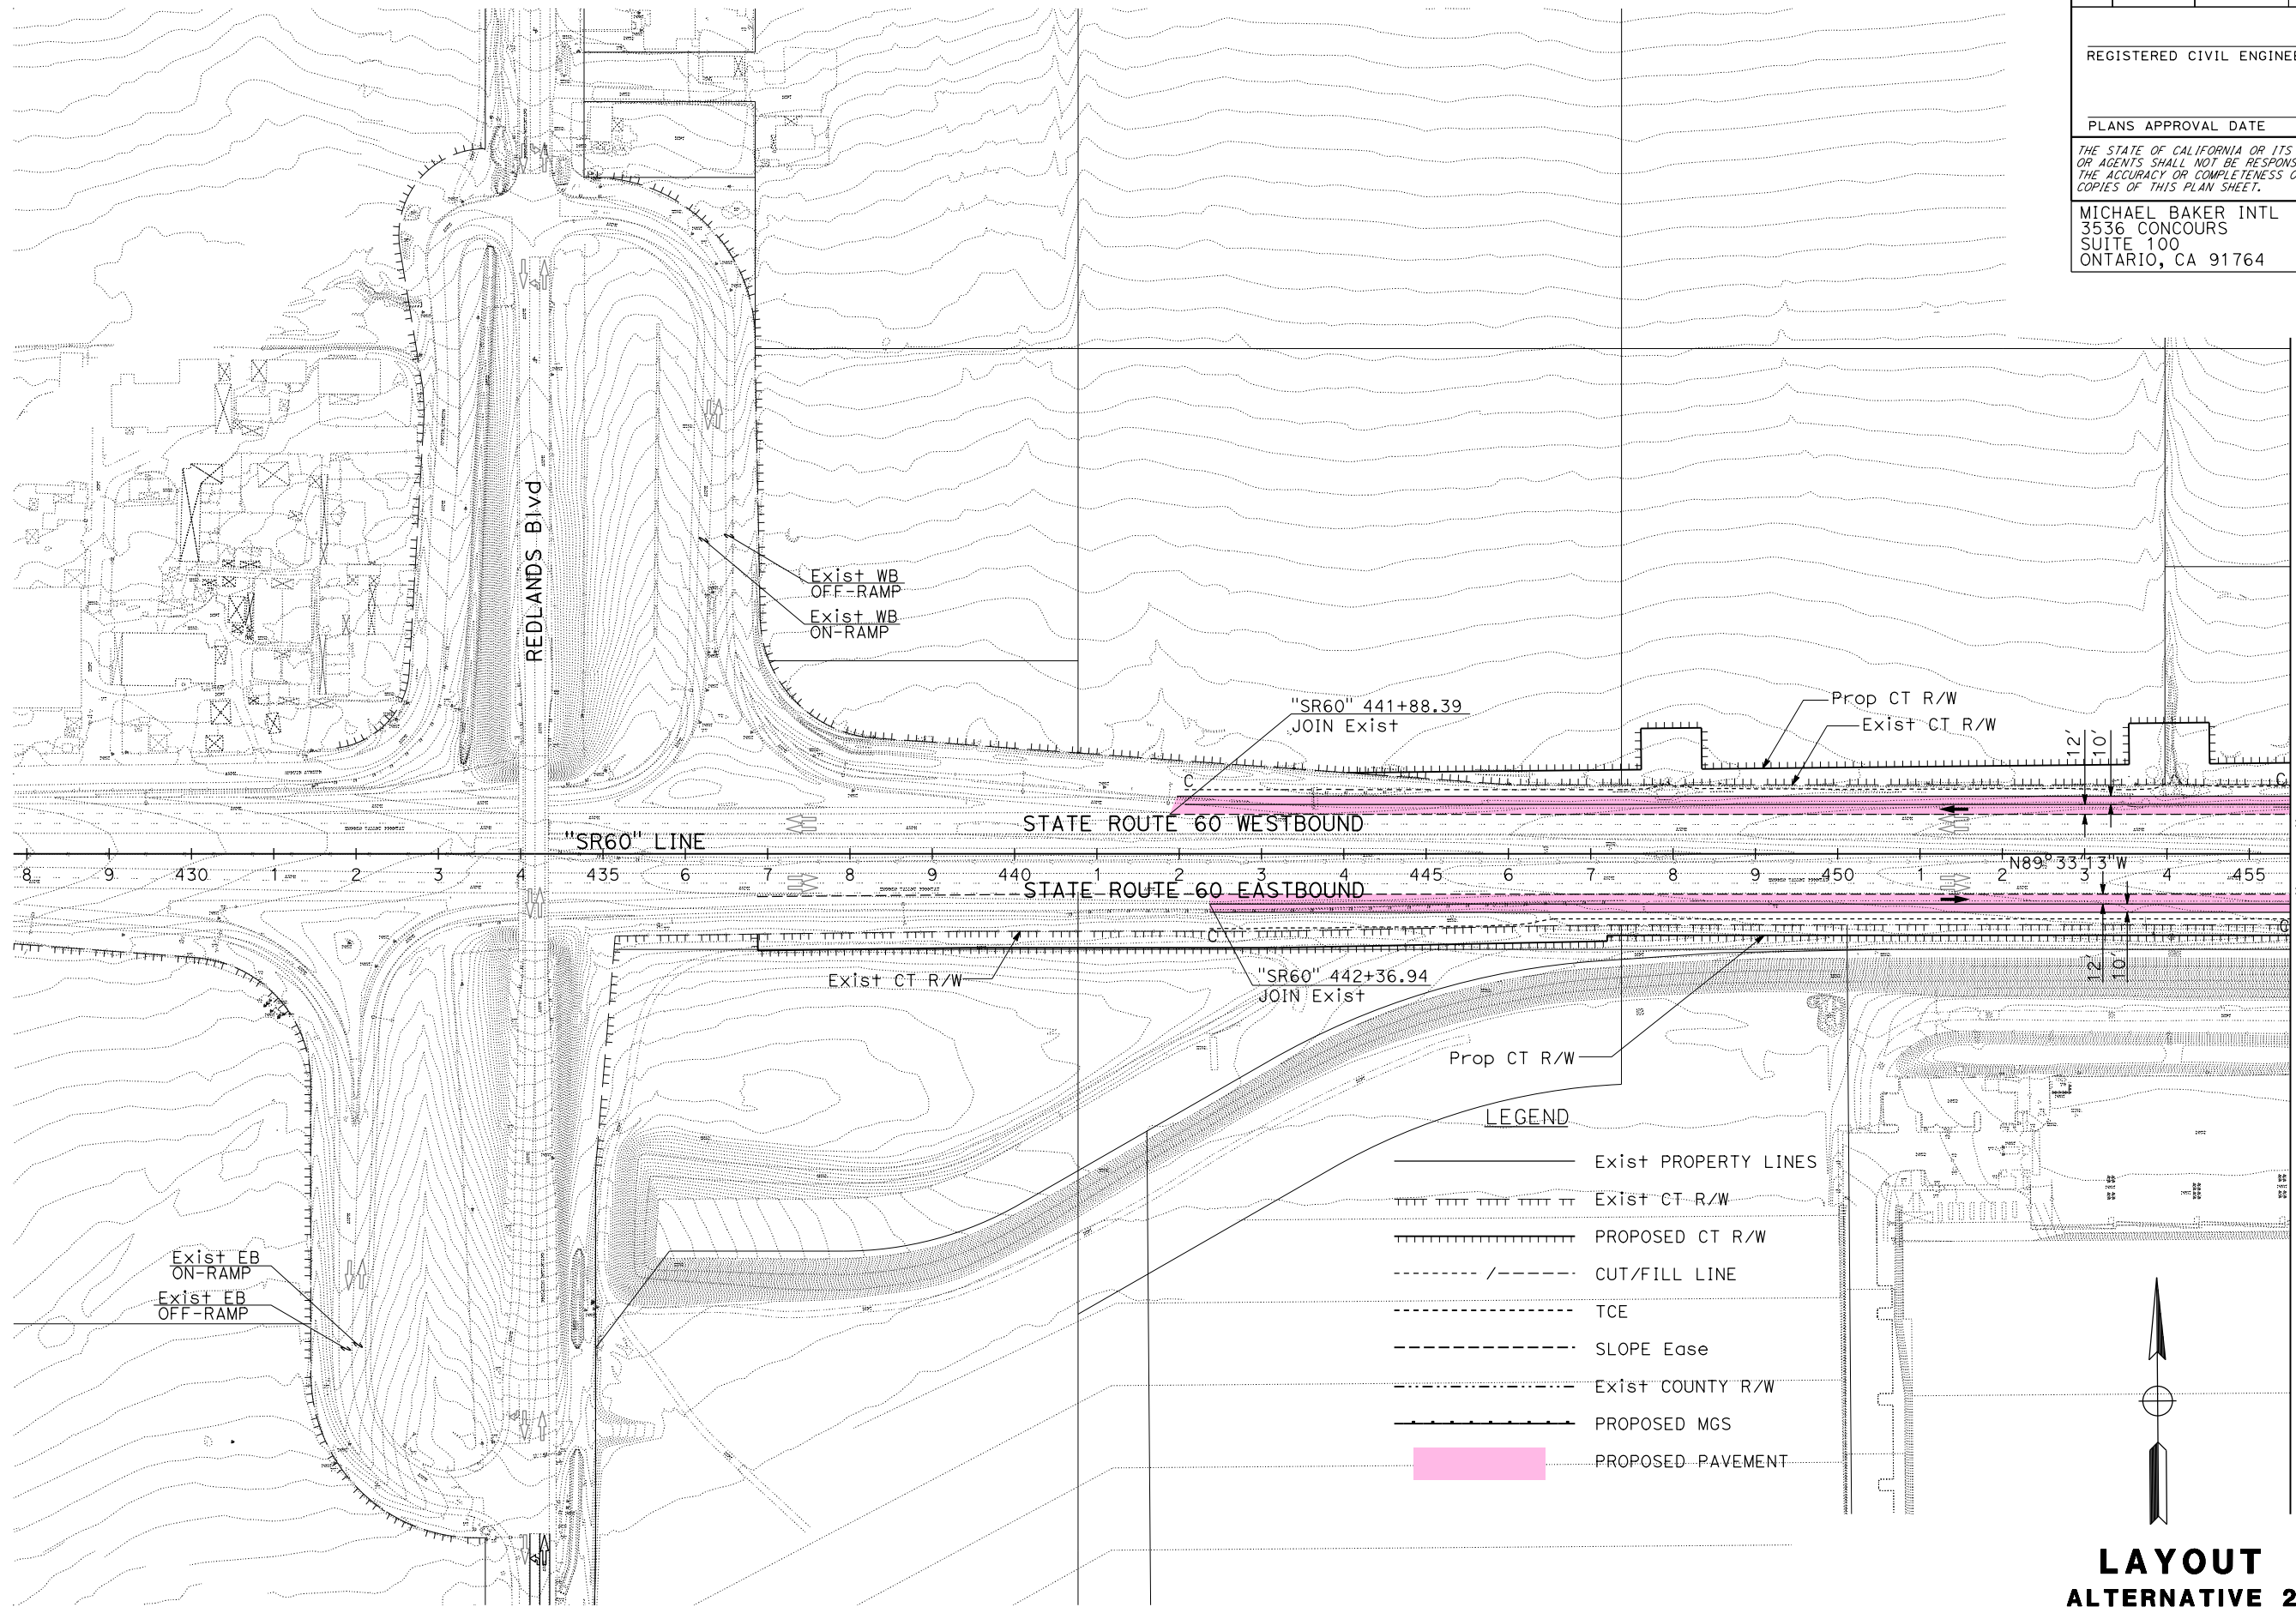 REGISTERED CIVIL
PLANS APPROVAL DATE
THE STATE OF CALIFORNIA OR ITS
OR AGENTS SHALL NOT BE
THE ACCURACY OR COMPLETENESS
COPIES OF THIS PLAN SHEET.
MICHAEL BAKER INTL
3536 CONCOURS
SUITE 100
ONTARIO, CA 91764
REDLANDS Blvd
Exist WB
OFF-RAMP
Exist WB
ON-RAMP
"SR60" 441+88.39
JOIN Exist
Prop CT R/W
Exist CT R/W
12'
10'
C
C
STATE ROUTE 60 WESTBOUND
"SR60" LINE
N89°33'13"W
8 9 430 1 2 3 4 435 6 7 8 9 440 1 2 3 4 445 6 7 8 9 450 1 2 3 4 455
STATE ROUTE 60 EASTBOUND
C
C
Exist CT R/W
"SR60" 442+36.94
JOIN Exist
12'
10'
Prop CT R/W
LEGEND
Exist PROPERTY LINES
Exist CT R/W
PROPOSED CT R/W
CUT/FILL LINE
TCE
SLOPE Ease
Exist COUNTY R/W
PROPOSED MGS
PROPOSED PAVEMENT
Exist EB
ON-RAMP
Exist EB
OFF-RAMP
LAYOUT
ALTERNATIVE 2